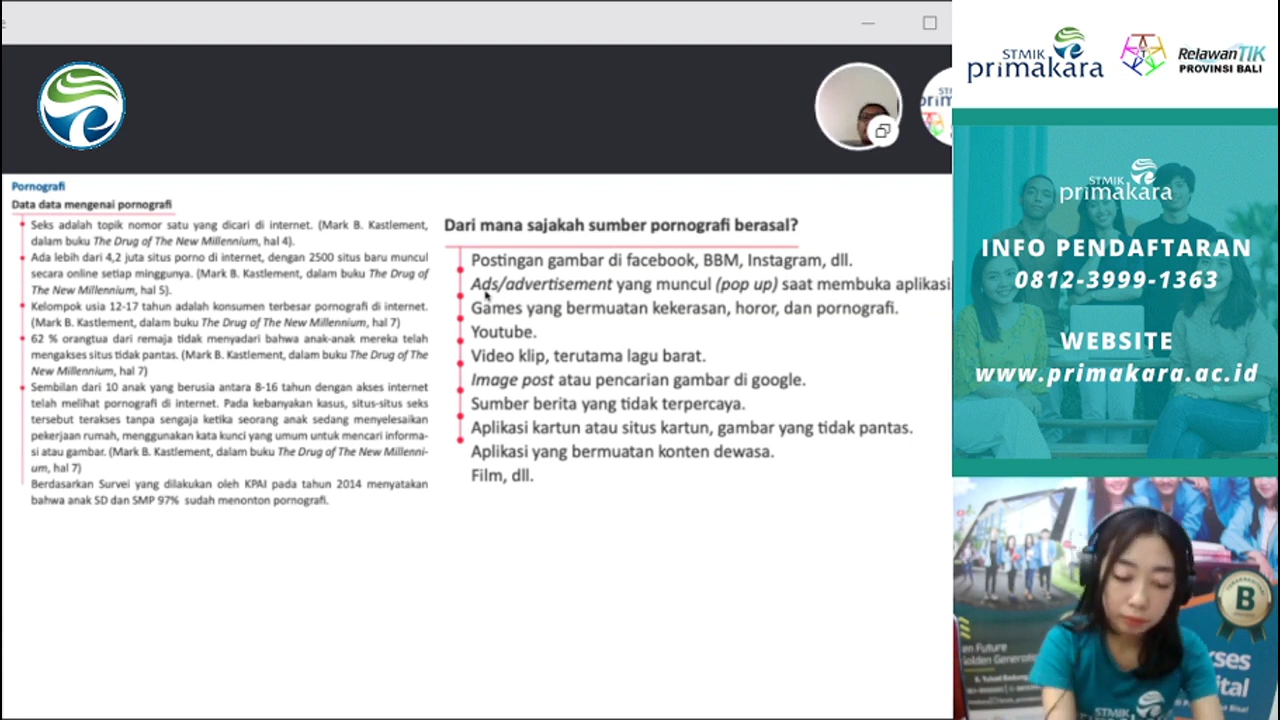 Pornografi
Data data mengenai pornografi
Seks adalah topik nomor satu yang dicari di internet. (Mark B. Kastlement,
dalam buku The Drug of The New Millennium, hal 4).
Ada lebih dari 4,2 juta situs porno di internet, dengan 2500 situs baru muncul
secara online setiap minggunya. (Mark B. Kastlement, dalam buku The Drug of
The New Millennium, hal 5).
Kelompok usia 12-17 tahun adalah konsumen terbesar pornografi di internet.
(Mark B. Kastlement, dalam buku The Drug of The New Millennium, hal 7)
62 % orangtua dari remaja tidak menyadari bahwa anak-anak mereka telah
mengakses situs tidak pantas. (Mark B. Kastlement, dalam buku The Drug of The
New Millennium, hal 7)
Sembilan dari 10 anak yang berusia antara 8-16 tahun dengan akses internet
telah melihat pornografi di internet. Pada kebanyakan kasus, situs-situs seks
tersebut terakses tanpa sengaja ketika seorang anak sedang menyelesaikan
pekerjaan rumah, menggunakan kata kunci yang umum untuk mencari informa-
si atau gambar. (Mark B. Kastlement, dalam buku The Drug of The New Millenni-
um, hal 7)
Berdasarkan Survei yang dilakukan oleh KPAI pada tahun 2014 menyatakan
bahwa anak SD dan SMP 97% sudah menonton pornografi.
Dari mana sajakah sumber pornografi berasal?
Postingan gambar di facebook, BBM, Instagram, dll.
Ads/advertisement yang muncul (pop up) saat membuka aplikasi
Games yang bermuatan kekerasan, horor, dan pornografi.
Youtube.
Video klip, terutama lagu barat.
Image post atau pencarian gambar di google.
Sumber berita yang tidak terpercaya.
Aplikasi kartun atau situs kartun, gambar yang tidak pantas.
Aplikasi yang bermuatan konten dewasa.
Film, dll.
STMIK
primakara
RelawanTIK
PROVINSI BALI
STMIK
primakara
INFO PENDAFTARAN
0812-3999-1363
WEBSITE
www.primakara.ac.id
B
en Future
Golden Generatio
ital
STMIK